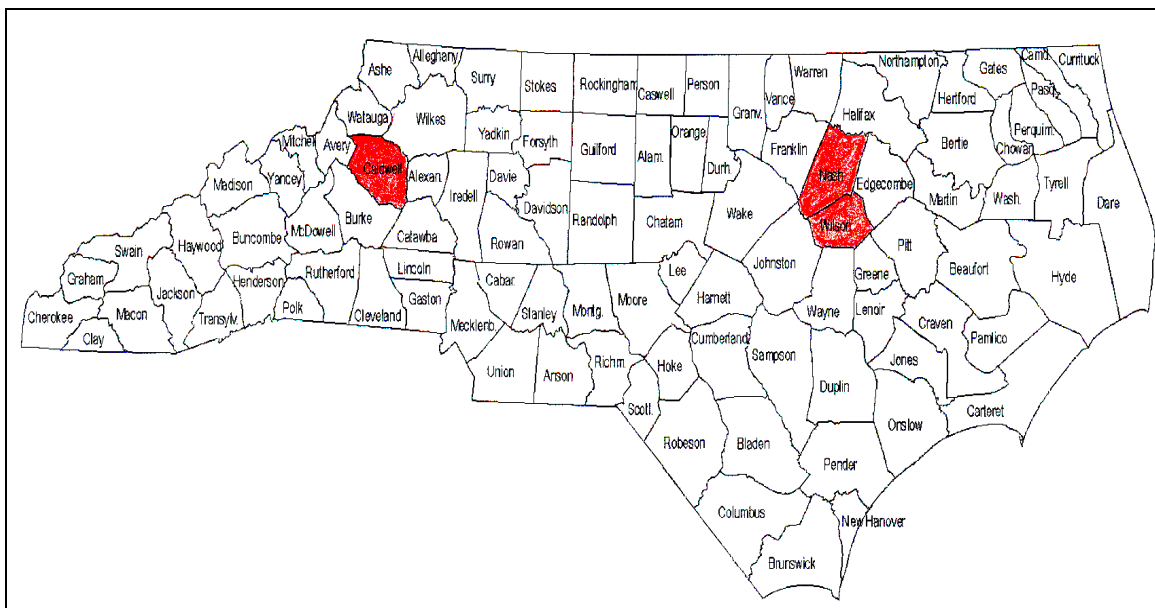 Alleghany
Ashe
Surry
Stokes
Rockingham
Caswell
Person
Granv.
Vance
Warren
Northampton
Gates
Camd.
Currituck
Hertford
Pasq.
Halifax
Watauga
Wilkes
Yadkin
Forsyth
Guilford
Alam.
Orange.
Durh.
Franklin
Nash
Bertie
Perquim.
Chowan
Mitchell
Avery
Caldwell
Alexan.
Iredell
Davie
Edgecombe
Martin
Wash.
Tyrell
Dare
Madison
Yancey
Davidson
Randolph
Chatam
Wake
Wilson
Burke
McDowell
Catawba
Rowan
Pitt
Swain
Haywood
Buncombe
Lincoln
Lee
Johnston
Greene
Beaufort
Hyde
Graham
Jackson
Henderson
Rutherford
Cabar.
Gaston
Stanley
Montg.
Moore
Harnett
Wayne
Lenoir
Craven
Cherokee
Macon
Transylv.
Polk
Cleveland
Mecklenb.
Pamlico
Clay
Cumberland
Sampson
Jones
Union
Anson
Richm.
Hoke
Duplin
Scott.
Onslow
Carteret
Robeson
Bladen
Pender
Columbus
New Hanover
Brunswick